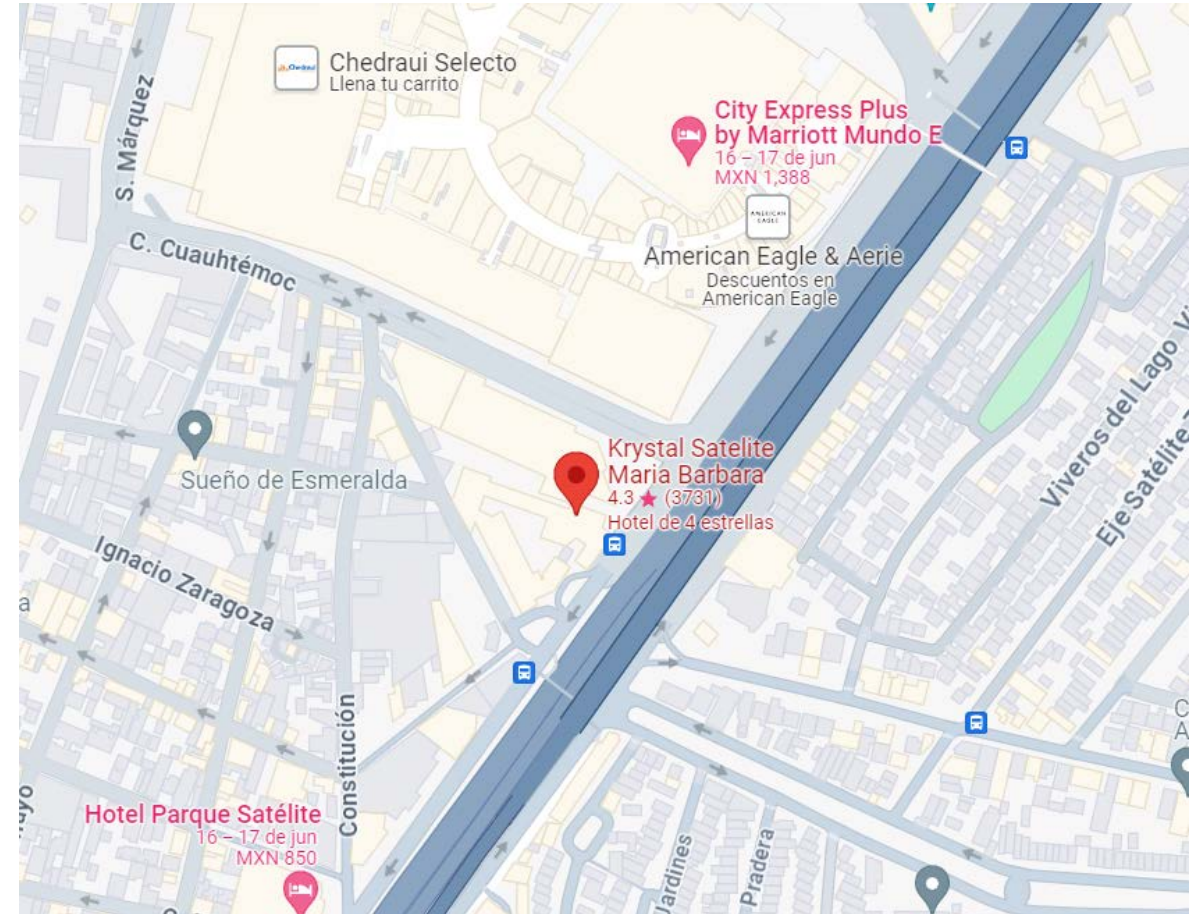 Chedraui
Chedraui Selecto
Llena tu carrito
S. Márquez
City Express Plus
by Marriott Mundo E
16 – 17 de jun
MXN 1,388
AMERICAN
EAGLE
American Eagle & Aerie
Descuentos en
American Eagle
C. Cuauhtémoc
Viveros del Lago
Eje Satélite
Krystal Satelite
Maria Barbara
4.3 ★ (3731)
Hotel de 4 estrellas
Sueño de Esmeralda
Ignacio Zaragoza
Constitución
Hotel Parque Satélite
16 – 17 de jun
MXN 850
Jardines
Pradera